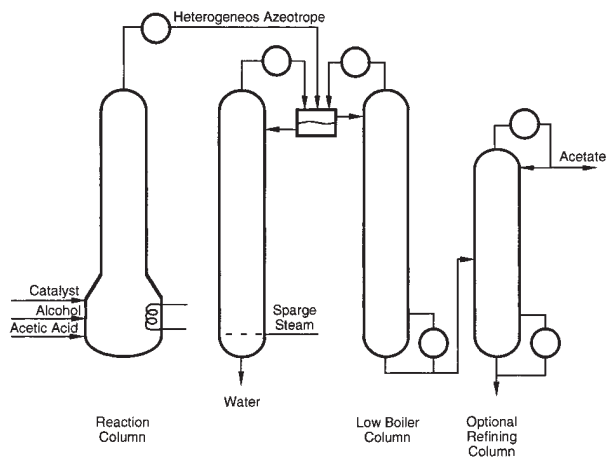 Heterogeneos Azeotrope
Acetate
Catalyst
Alcohol
Acetic Acid
Sparge
Steam
Water
Reaction
Column
Low Boiler
Column
Optional
Refining
Column